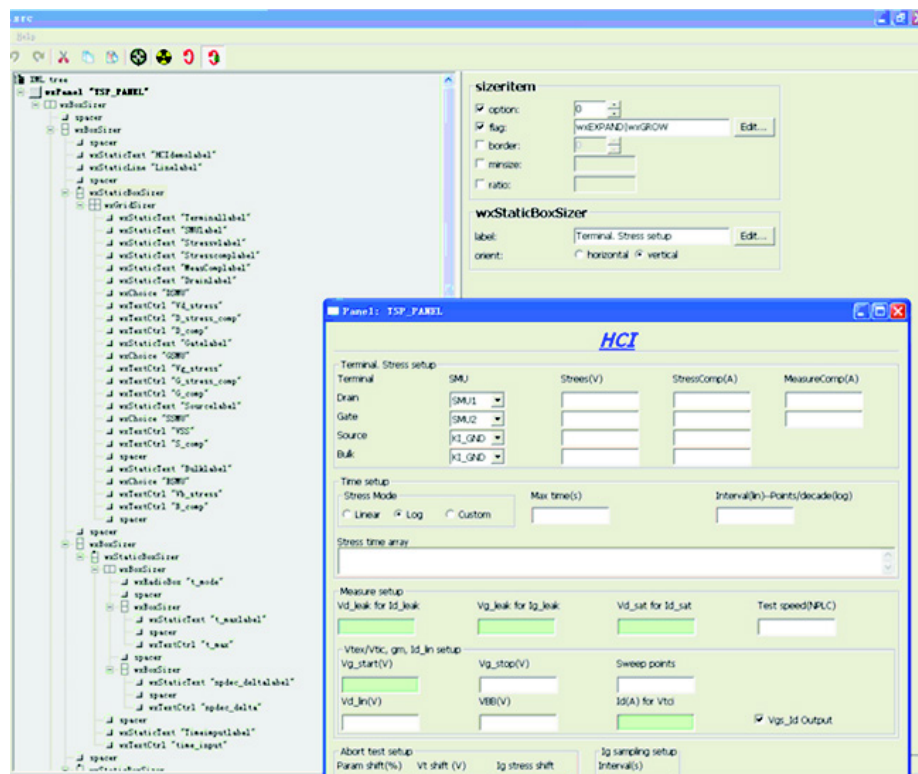 src
Help
XML tree
wxPanel "TSP_PANEL"
wxBoxSizer
spacer
wxBoxSizer
spacer
wxStaticText "HCIdemolabel"
wxStaticLine "Linelabel"
spacer
wxStaticBoxSizer
wxGridSizer
wxStaticText "Terminallabel"
wxStaticText "SMUlabel"
wxStaticText "Stressvlabel"
wxStaticText "Stresscomplabel"
wxStaticText "MeasComplabel"
wxStaticText "Drainlabel"
wxChoice "DSMU"
wxTextCtrl "Vd_stress"
wxTextCtrl "D_stress_comp"
wxTextCtrl "D_comp"
wxStaticText "Gatelabel"
wxChoice "GSMU"
wxTextCtrl "Vg_stress"
wxTextCtrl "G_stress_comp"
wxTextCtrl "G_comp"
wxStaticText "Sourcelabel"
wxChoice "SSMU"
wxTextCtrl "VSS"
wxTextCtrl "S_comp"
spacer
wxStaticText "Bulklabel"
wxChoice "BSMU"
wxTextCtrl "Vb_stress"
wxTextCtrl "B_comp"
spacer
spacer
wxBoxSizer
wxStaticBoxSizer
wxBoxSizer
wxRadioBox "t_mode"
spacer
wxBoxSizer
wxStaticText "t_maxlabel"
spacer
wxTextCtrl "t_max"
spacer
wxBoxSizer
wxStaticText "npdec_deltalabel"
spacer
wxTextCtrl "npdec_delta"
spacer
wxStaticText "Timeinputlabel"
wxTextCtrl "time_input"
spacer
wxStaticBoxSizer
sizeritem
option: 0
flag: wxEXPAND|wxGROW Edit...
border: 0
minsize:
ratio:
wxStaticBoxSizer
label: Terminal. Stress setup Edit...
orient: horizontal vertical
Panel: TSP_PANEL
HCI
Terminal. Stress setup
Terminal SMU Strees(V) StressComp(A) MeasureComp(A)
Drain SMU1
Gate SMU2
Source KI_GND
Bulk KI_GND
Time setup
Stress Mode Max time(s) Interval(lin)--Points/decade(log)
Linear Log Custom
Stress time array
Measure setup
Vd_leak for Id_leak Vg_leak for Ig_leak Vd_sat for Id_sat Test speed(NPLC)
Vtex/Vtic, gm, Id_lin setup
Vg_start(V) Vg_stop(V) Sweep points
Vd_lin(V) VBB(V) Id(A) for Vtci
Vgs_Id Output
Abort test setup Ig sampling setup
Param shift(%) Vt shift (V) Ig stress shift Interval(s)